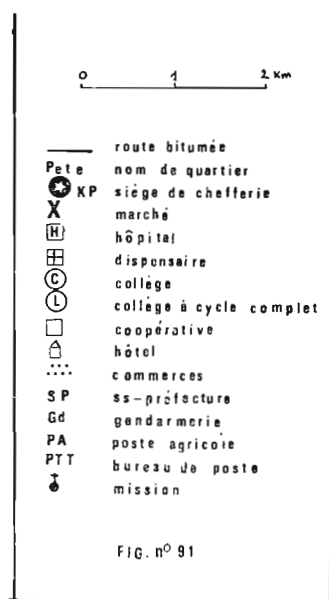 0 1 2 Km
route bitumée
Pete nom de quartier
KP siège de chefferie
X marché
H hôpital
dispensaire
C collège
L collège à cycle complet
coopérative
hôtel
commerces
SP ss-préfecture
Gd gendarmerie
PA poste agricole
PTT bureau de poste
mission
FIG. nº 91